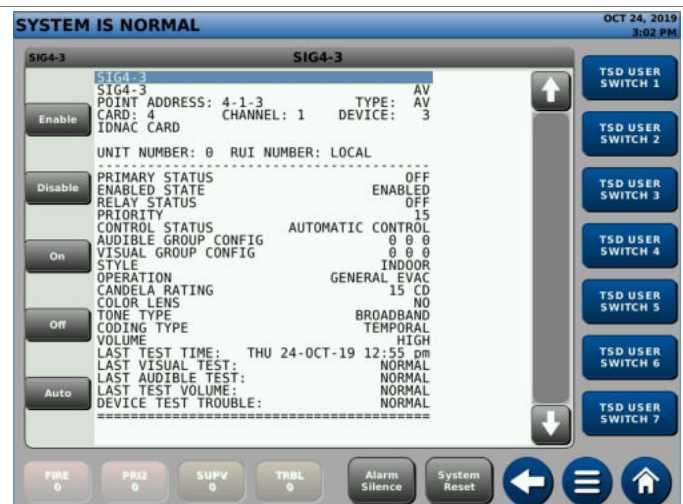 SYSTEM IS NORMAL
OCT 24, 2019
3:02 PM
SIG4-3
SIG4-3
SIG4-3
SIG4-3 AV
POINT ADDRESS: 4-1-3 TYPE: AV
CARD: 4 CHANNEL: 1 DEVICE: 3
IDNAC CARD
UNIT NUMBER: 0 RUI NUMBER: LOCAL
----------------------------------------
PRIMARY STATUS OFF
ENABLED STATE ENABLED
RELAY STATUS OFF
PRIORITY 15
CONTROL STATUS AUTOMATIC CONTROL
AUDIBLE GROUP CONFIG 0 0 0
VISUAL GROUP CONFIG 0 0 0
STYLE INDOOR
OPERATION GENERAL EVAC
CANDELA RATING 15 CD
COLOR LENS NO
TONE TYPE BROADBAND
CODING TYPE TEMPORAL
VOLUME HIGH
LAST TEST TIME: THU 24-OCT-19 12:55 pm
LAST VISUAL TEST: NORMAL
LAST AUDIBLE TEST: NORMAL
LAST TEST VOLUME: NORMAL
DEVICE TEST TROUBLE: NORMAL
========================================
Enable
Disable
On
Off
Auto
TSD USER
SWITCH 1
TSD USER
SWITCH 2
TSD USER
SWITCH 3
TSD USER
SWITCH 4
TSD USER
SWITCH 5
TSD USER
SWITCH 6
TSD USER
SWITCH 7
FIRE
0
PRI2
0
SUPV
0
TRBL
0
Alarm
Silence
System
Reset